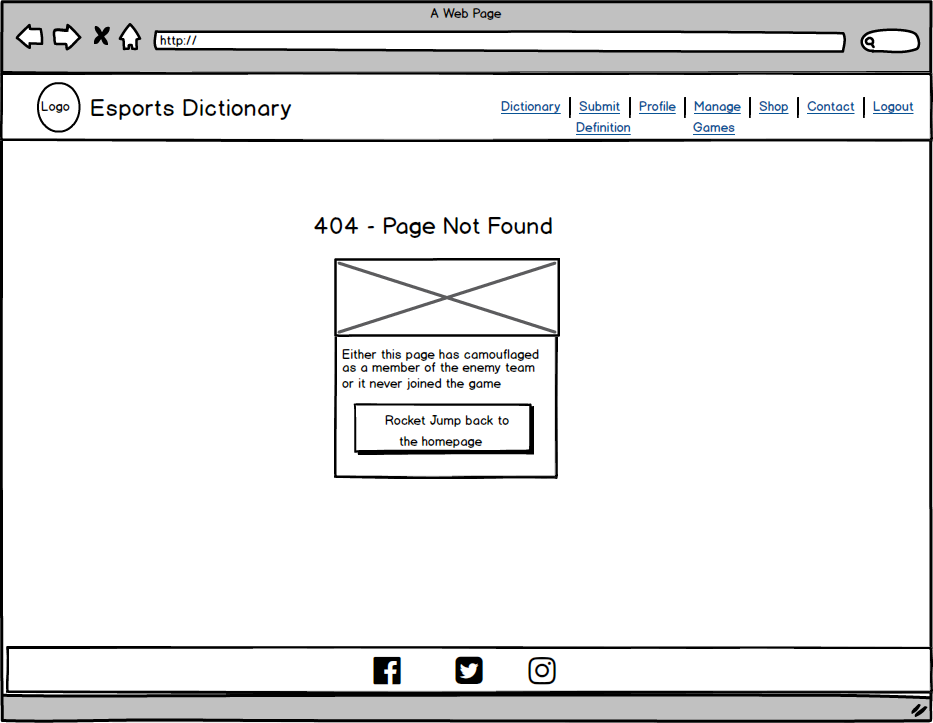 A Web Page
http://
Logo
Esports Dictionary
Dictionary Submit Profile Manage Shop Contact Logout
Definition Games
404 - Page Not Found
Either this page has camouflaged
as a member of the enemy team
or it never joined the game
Rocket Jump back to
the homepage